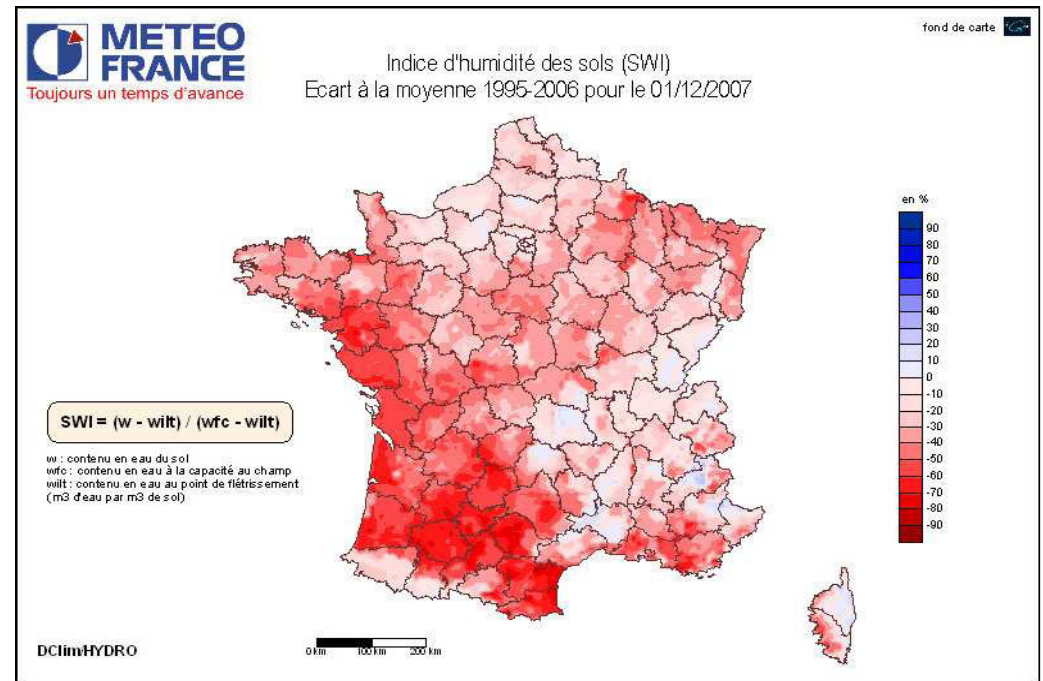 METEO
FRANCE
Toujours un temps d'avance
fond de carte
Indice d'humidité des sols (SWI)
Ecart à la moyenne 1995-2006 pour le 01/12/2007
en %
90
80
70
60
50
40
30
20
10
0
-10
-20
-30
-40
-50
-60
-70
-80
-90
SWI = (w - wilt) / (wfc - wilt)
w : contenu en eau du sol
wfc : contenu en eau à la capacité au champ
wilt : contenu en eau au point de flétrissement
(m3 d'eau par m3 de sol)
DClim/HYDRO
0 km 100 km 200 km